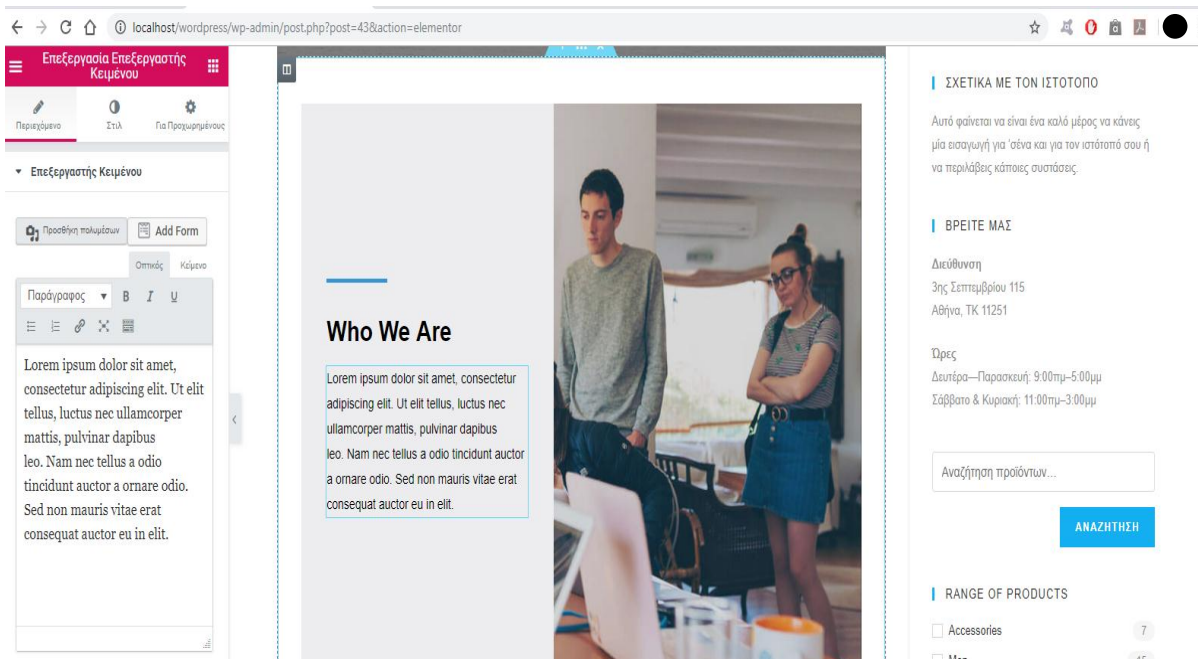 localhost/wordpress/wp-admin/post.php?post=43&action=elementor
Επεξεργασία Επεξεργαστής
Κειμένου
Περιεχόμενο
Στιλ
Για Προχωρημένους
Επεξεργαστής Κειμένου
Προσθήκη πολυμέσων
Add Form
Οπτικός
Κείμενο
Παράγραφος
B I U
Lorem ipsum dolor sit amet,
consectetur adipiscing elit. Ut elit
tellus, luctus nec ullamcorper
mattis, pulvinar dapibus
leo. Nam nec tellus a odio
tincidunt auctor a ornare odio.
Sed non mauris vitae erat
consequat auctor eu in elit.
Who We Are
Lorem ipsum dolor sit amet, consectetur
adipiscing elit. Ut elit tellus, luctus nec
ullamcorper mattis, pulvinar dapibus
leo. Nam nec tellus a odio tincidunt auctor
a ornare odio. Sed non mauris vitae erat
consequat auctor eu in elit.
ΣΧΕΤΙΚΑ ΜΕ ΤΟΝ ΙΣΤΟΤΟΠΟ
Αυτό φαίνεται να είναι ένα καλό μέρος να κάνεις
μία εισαγωγή για 'σένα και για τον ιστότοπό σου ή
να περιλάβεις κάποιες συστάσεις.
ΒΡΕΙΤΕ ΜΑΣ
Διεύθυνση
3ης Σεπτεμβρίου 115
Αθήνα, ΤΚ 11251
Ώρες
Δευτέρα—Παρασκευή: 9:00πμ–5:00μμ
Σάββατο & Κυριακή: 11:00πμ–3:00μμ
Αναζήτηση προϊόντων...
ΑΝΑΖΗΤΗΣΗ
RANGE OF PRODUCTS
Accessories 7